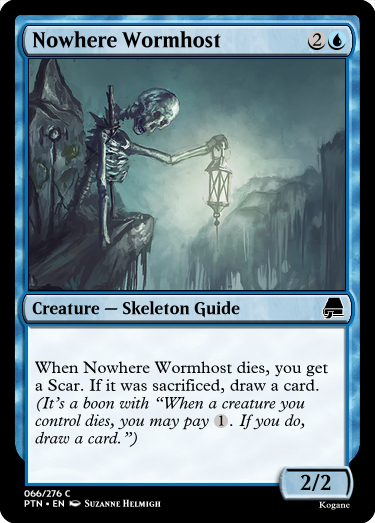 Nowhere Wormhost 2
Creature — Skeleton Guide
When Nowhere Wormhost dies, you get
a Scar. If it was sacrificed, draw a card.
(It's a boon with “When a creature you
control dies, you may pay 1. If you do,
draw a card.”)
2/2
066/276 C
PTN • EN Suzanne Helmigh
Kogane